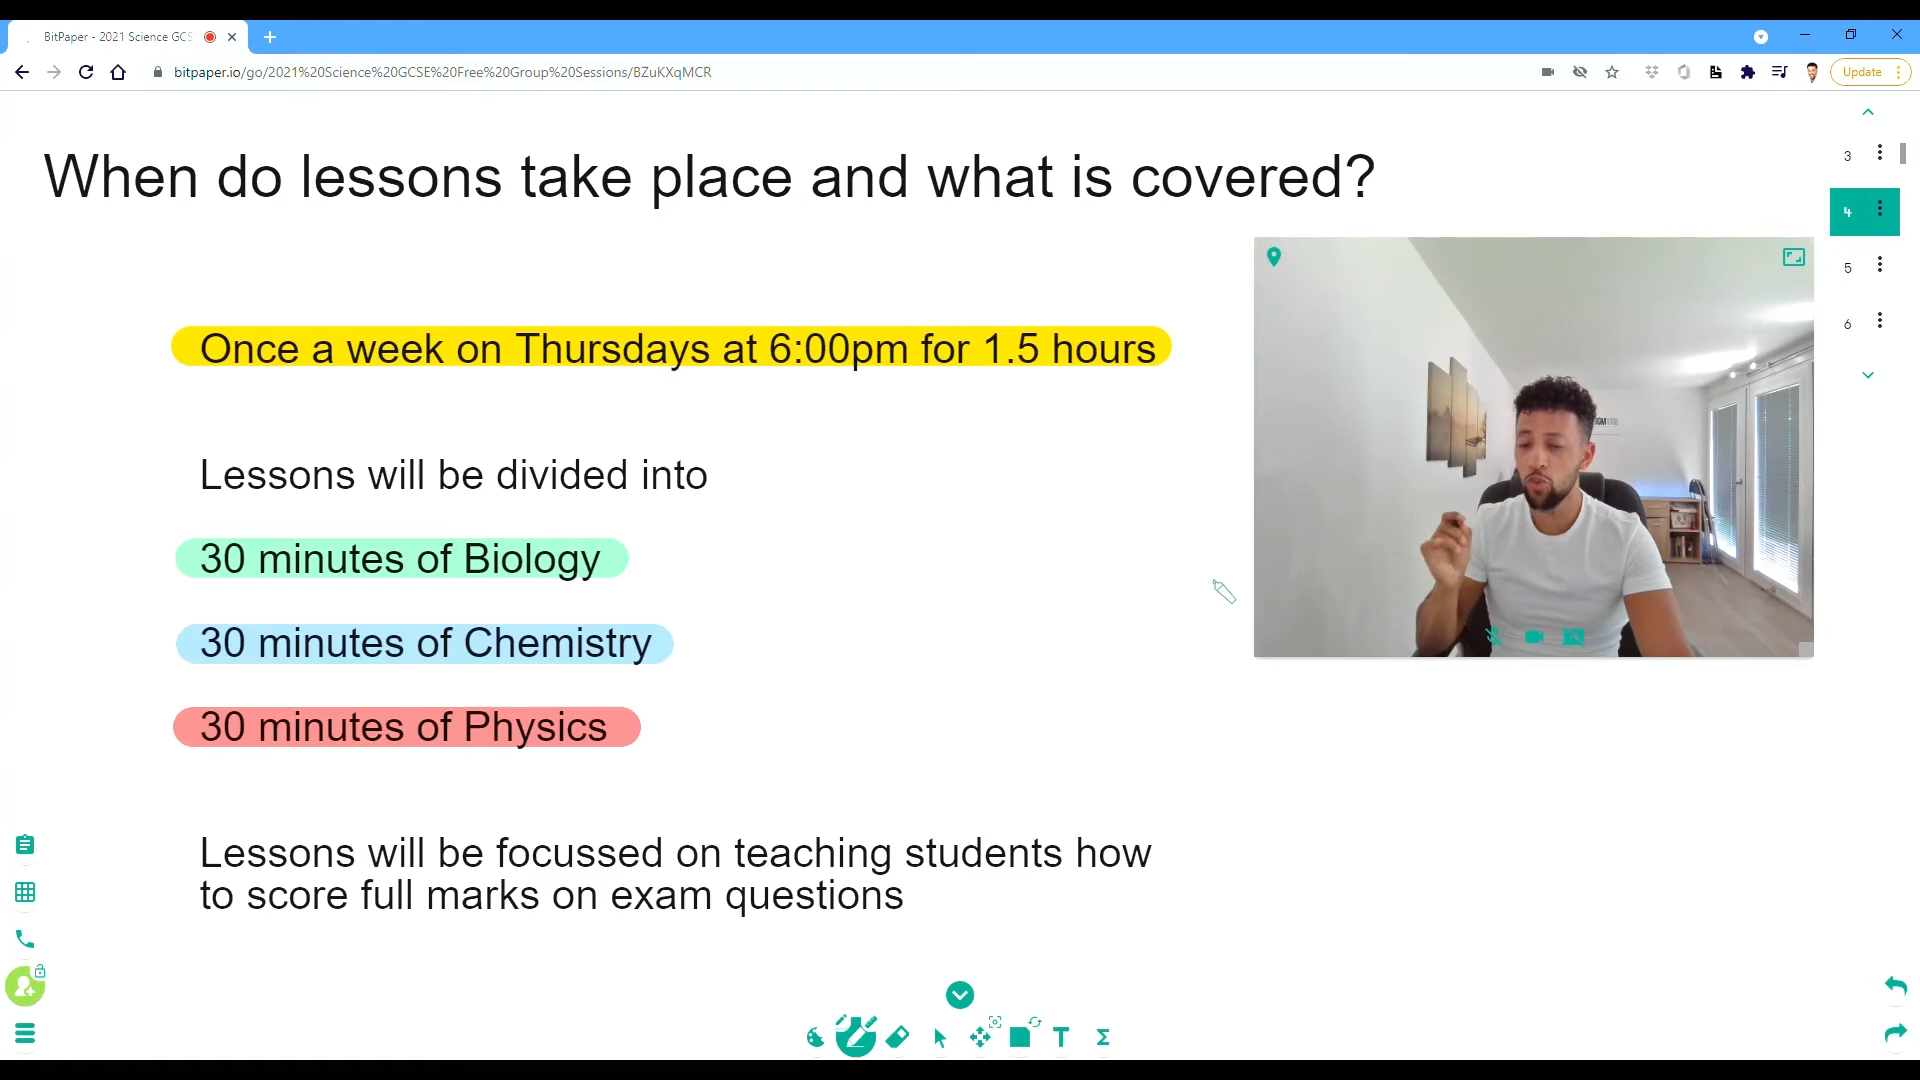 BitPaper - 2021 Science GCS
bitpaper.io/go/2021%20Science%20GCSE%20Free%20Group%20Sessions/BZuKXqMCR
Update
When do lessons take place and what is covered?
3
4
5
6
Once a week on Thursdays at 6:00pm for 1.5 hours
Lessons will be divided into
30 minutes of Biology
30 minutes of Chemistry
30 minutes of Physics
Lessons will be focussed on teaching students how
to score full marks on exam questions
T
Σ